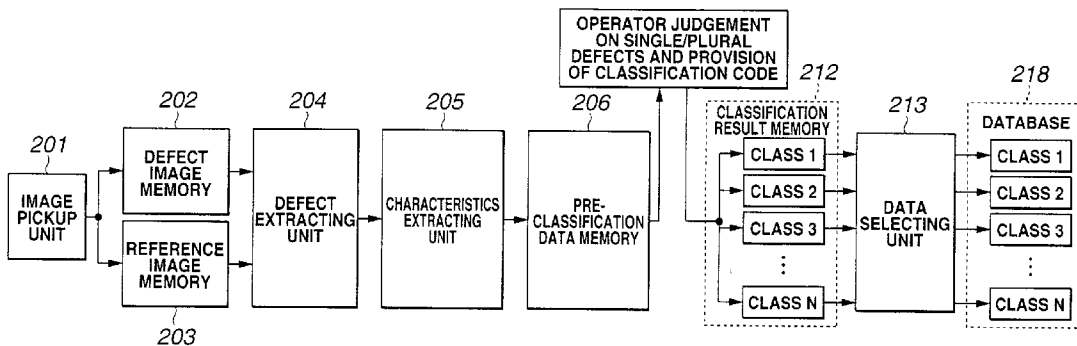 OPERATOR JUDGEMENT
ON SINGLE/PLURAL
DEFECTS AND PROVISION
OF CLASSIFICATION CODE
201
IMAGE
PICKUP
UNIT
202
DEFECT
IMAGE
MEMORY
REFERENCE
IMAGE
MEMORY
203
204
DEFECT
EXTRACTING
UNIT
205
CHARACTERISTICS
EXTRACTING
UNIT
206
PRE-
CLASSIFICATION
DATA MEMORY
212
CLASSIFICATION
RESULT MEMORY
CLASS 1
CLASS 2
CLASS 3
CLASS N
213
DATA
SELECTING
UNIT
218
DATABASE
CLASS 1
CLASS 2
CLASS 3
CLASS N